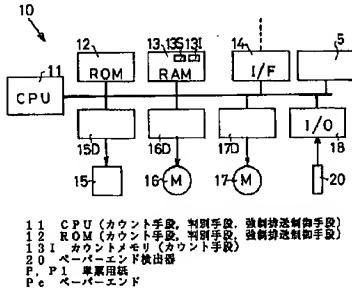 10
12 13 13S 13I 14 5
11
ROM RAM I/F
CPU
I/O
15D 16D 17D 18
15 16 M 17 M 20
11 CPU (カウント手段, 判別手段, 強制排送制御手段)
12 ROM (カウント手段, 判別手段, 強制排送制御手段)
13I カウントメモリ (カウント手段)
20 ペーパーエンド検出器
P, P1 単票用紙
Pe ペーパーエンド